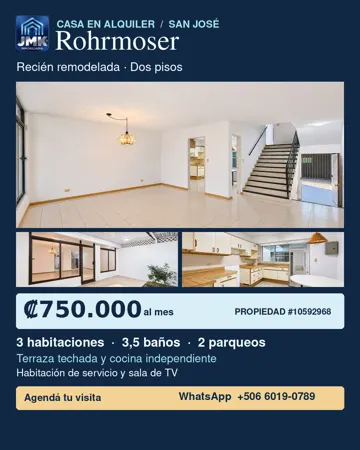 CASA EN ALQUILER / SAN JOSÉ
JMK
Rohrmoser
Recién remodelada · Dos pisos
₡750.000 al mes
PROPIEDAD #10592968
3 habitaciones · 3,5 baños · 2 parqueos
Terraza techada y cocina independiente
Habitación de servicio y sala de TV
Agendá tu visita
WhatsApp +506 6019-0789